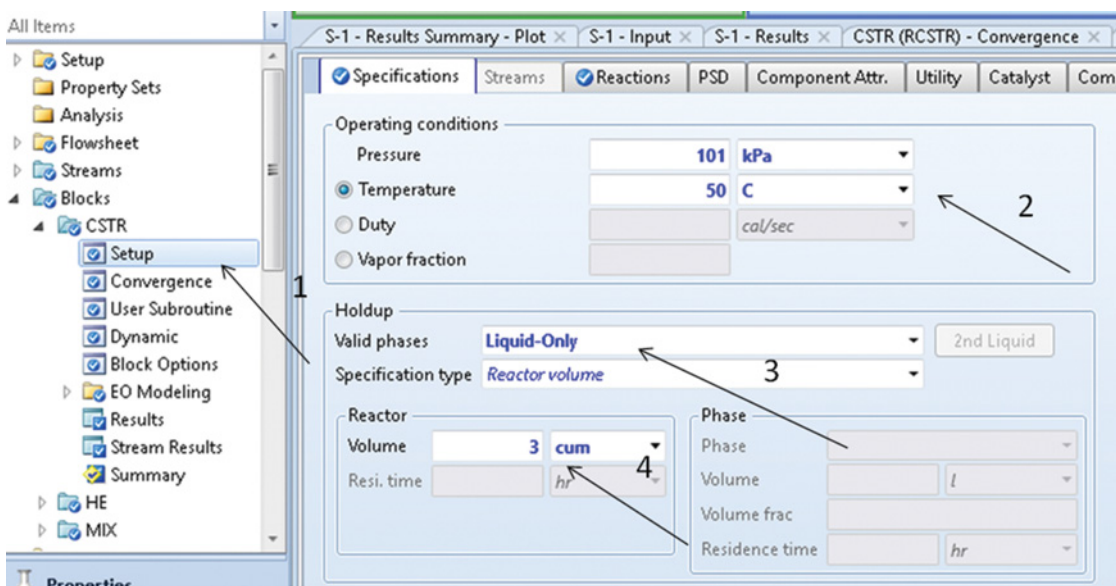 All Items
Setup
Property Sets
Analysis
Flowsheet
Streams
Blocks
CSTR
Setup
Convergence
User Subroutine
Dynamic
Block Options
EO Modeling
Results
Stream Results
Summary
HE
MIX
Properties
1
S-1 - Results Summary - Plot × S-1 - Input × S-1 - Results × CSTR (RCSTR) - Convergence ×
Specifications Streams Reactions PSD Component Attr. Utility Catalyst Com
Operating conditions
Pressure 101 kPa
Temperature 50 C
2
Duty cal/sec
Vapor fraction
Holdup
Valid phases Liquid-Only 2nd Liquid
Specification type Reactor volume 3
Reactor
Volume 3 cum
4
Resi. time hr
Phase
Phase
Volume l
Volume frac
Residence time hr